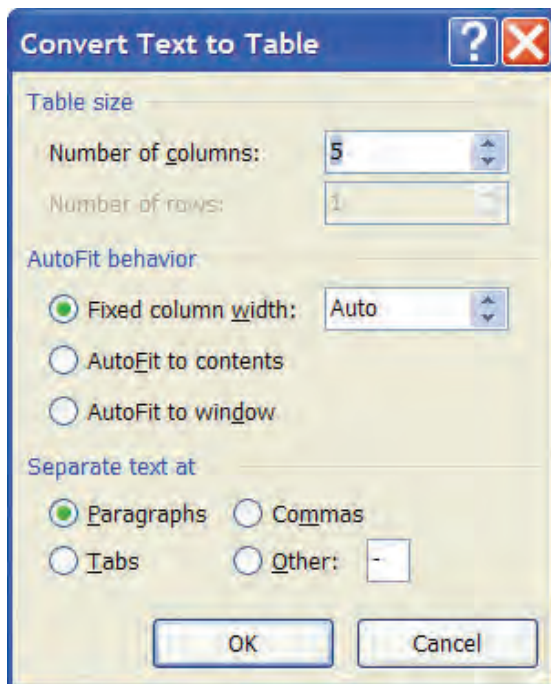 Convert Text to Table
Table size
Number of columns: 5
Number of rows: 1
AutoFit behavior
Fixed column width: Auto
AutoFit to contents
AutoFit to window
Separate text at
Paragraphs Commas
Tabs Other: -
OK Cancel